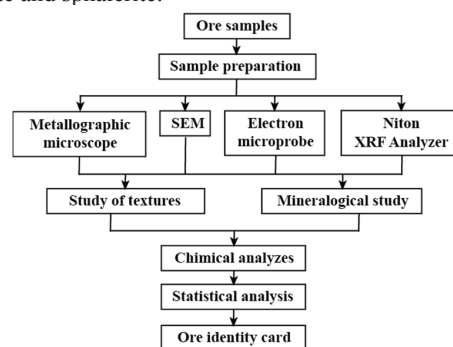 and sphalerite.
Ore samples
Sample preparation
Metallographic
microscope
SEM
Electron
microprobe
Niton
XRF Analyzer
Study of textures
Mineralogical study
Chimical analyzes
Statistical analysis
Ore identity card